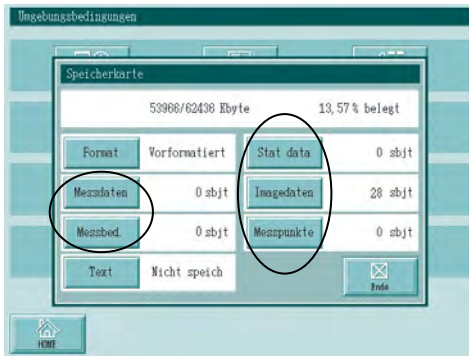 Umgebungsbedingungen
Speicherkarte
53966/62436 Kbyte 13,57 % belegt
Format Vorformatiert Stat data 0 sbjt
Messdaten 0 sbjt Imagedaten 28 sbjt
Messbed. 0 sbjt Messpunkte 0 sbjt
Text Nicht speich
Ende
HOME